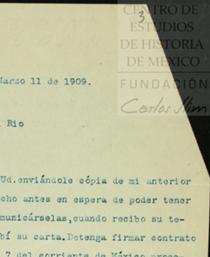 CENTRO DE
ESTUDIOS
DE HISTORIA
DE MÉXICO
FUNDACIÓN
Carlos Slim
3
Marzo 11 de 1909.
Rio
Ud.enviándole cópia de mi anterior
cho antes en espera de poder tener
municárselas,cuando recibo su te-
bí su carta.Detenga firmar contrato
7 del corriente de México